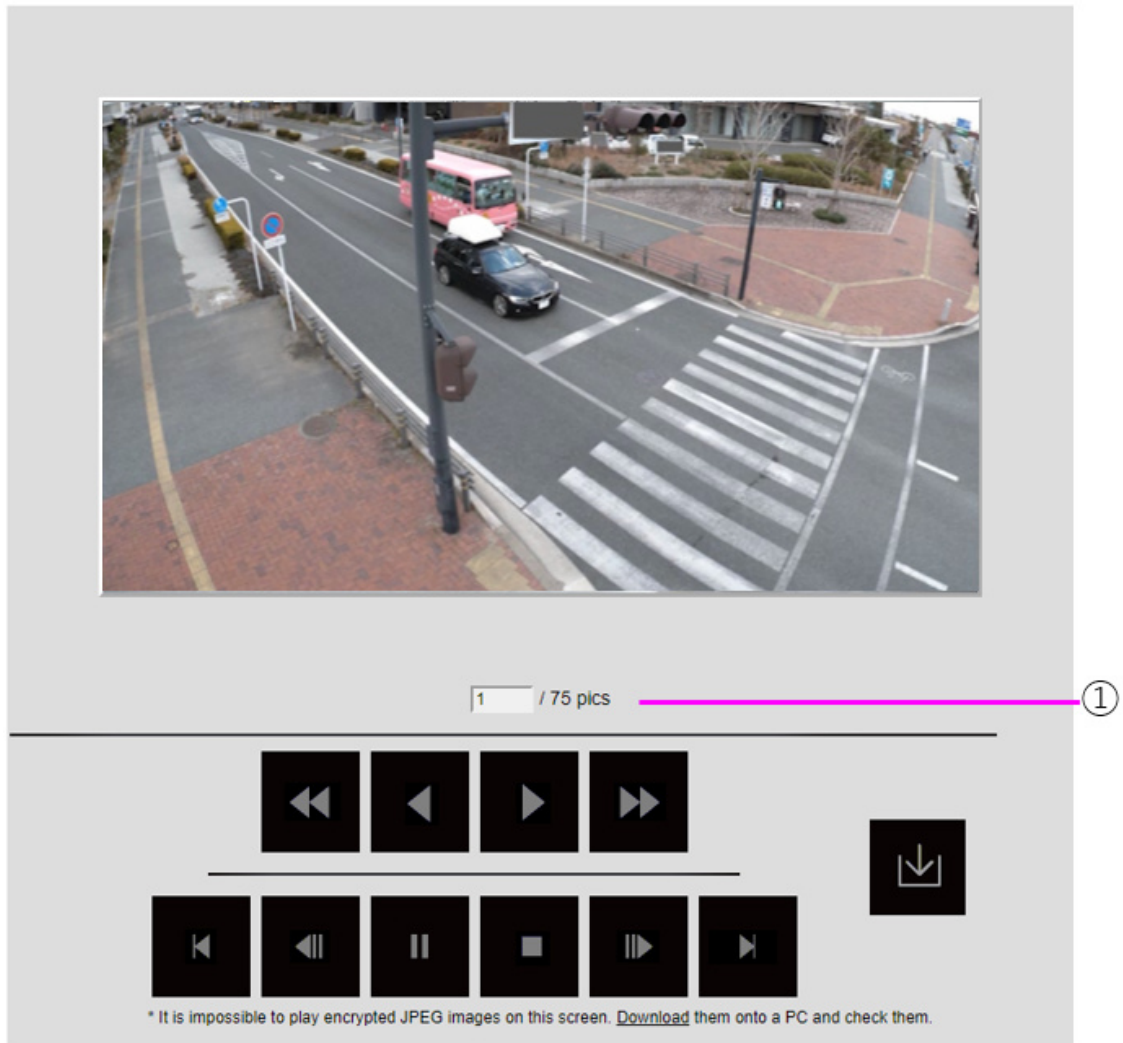 1 / 75 pics
①
* It is impossible to play encrypted JPEG images on this screen. Download them onto a PC and check them.